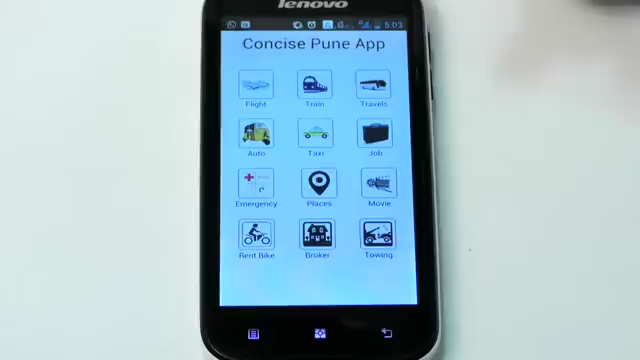 lenovo
5:03
Concise Pune App
Flight Train Travels
Auto Taxi Job
Emergency Places Movie
Rent Bike Broker Towing